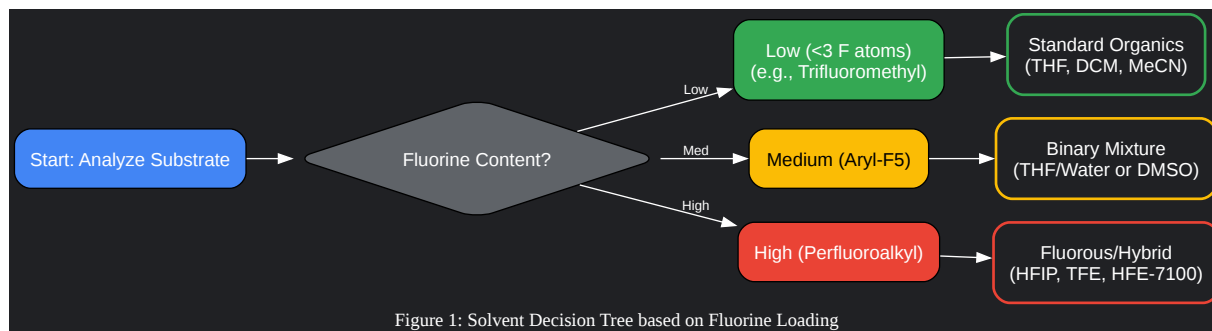 Start: Analyze Substrate
Fluorine Content?
Low
Med
High
Low (<3 F atoms)
(e.g., Trifluoromethyl)
Medium (Aryl-F5)
High (Perfluoroalkyl)
Standard Organics
(THF, DCM, MeCN)
Binary Mixture
(THF/Water or DMSO)
Fluorous/Hybrid
(HFIP, TFE, HFE-7100)
Figure 1: Solvent Decision Tree based on Fluorine Loading